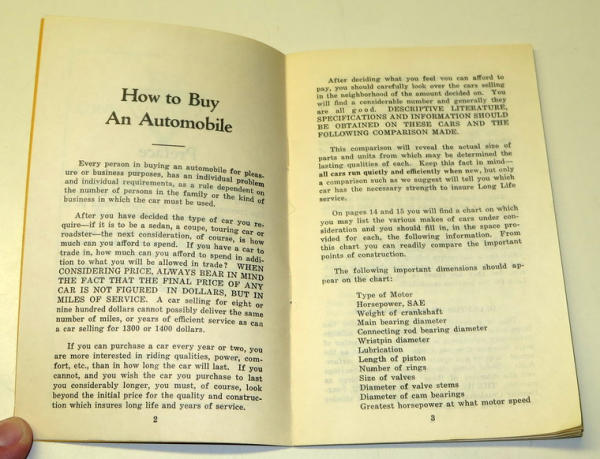 How to Buy
An Automobile
Every person in buying an automobile for pleas-
ure or business purposes, has an individual problem
and individual requirements, as a rule dependent on
the number of persons in the family or the kind of
business in which the car must be used.
After you have decided the type of car you re-
quire—if it is to be a sedan, a coupe, touring car or
roadster—the next consideration, of course, is how
much can you afford to spend. If you have a car to
trade in, how much can you afford to spend in addi-
tion to what you will be allowed in trade? WHEN
CONSIDERING PRICE, ALWAYS BEAR IN MIND
THE FACT THAT THE FINAL PRICE OF ANY
CAR IS NOT FIGURED IN DOLLARS, BUT IN
MILES OF SERVICE. A car selling for eight or
nine hundred dollars cannot possibly deliver the same
number of miles, or years of efficient service as can
a car selling for 1300 or 1400 dollars.
If you can purchase a car every year or two, you
are more interested in riding qualities, power, com-
fort, etc., than in how long the car will last. If you
cannot, and wish the car you purchase to last
you considerably longer, you must, of course, look
beyond the initial price for the quality and construc-
tion which insures long life and years of service.
2
After deciding what you feel you can afford to
pay, you should carefully look over the cars selling
in the neighborhood of the amount decided on. You
will find a considerable number and generally they
are all good. DESCRIPTIVE LITERATURE,
SPECIFICATIONS AND INFORMATION SHOULD
BE OBTAINED ON THESE CARS AND THE
FOLLOWING COMPARISON MADE.
This comparison will reveal the actual size of
parts and units from which may be determined the
lasting qualities of each. Keep this fact in mind—
all cars run quietly and efficiently when new, but only
a comparison such as we suggest will tell you which
car has the necessary strength to insure Long Life
service.
On pages 14 and 15 you will find a chart on which
you may list the various makes of cars under con-
sideration and you should fill in, in the space pro-
vided for each, the following information. From
this chart you can readily compare the important
points of construction.
The following important dimensions should ap-
pear on the chart:
Type of Motor
Horsepower, SAE
Weight of crankshaft
Main bearing diameter
Connecting rod bearing diameter
Wristpin diameter
Lubrication
Length of piston
Number of rings
Size of valves
Diameter of valve stems
Diameter of cam bearings
Greatest horsepower at what motor speed
3